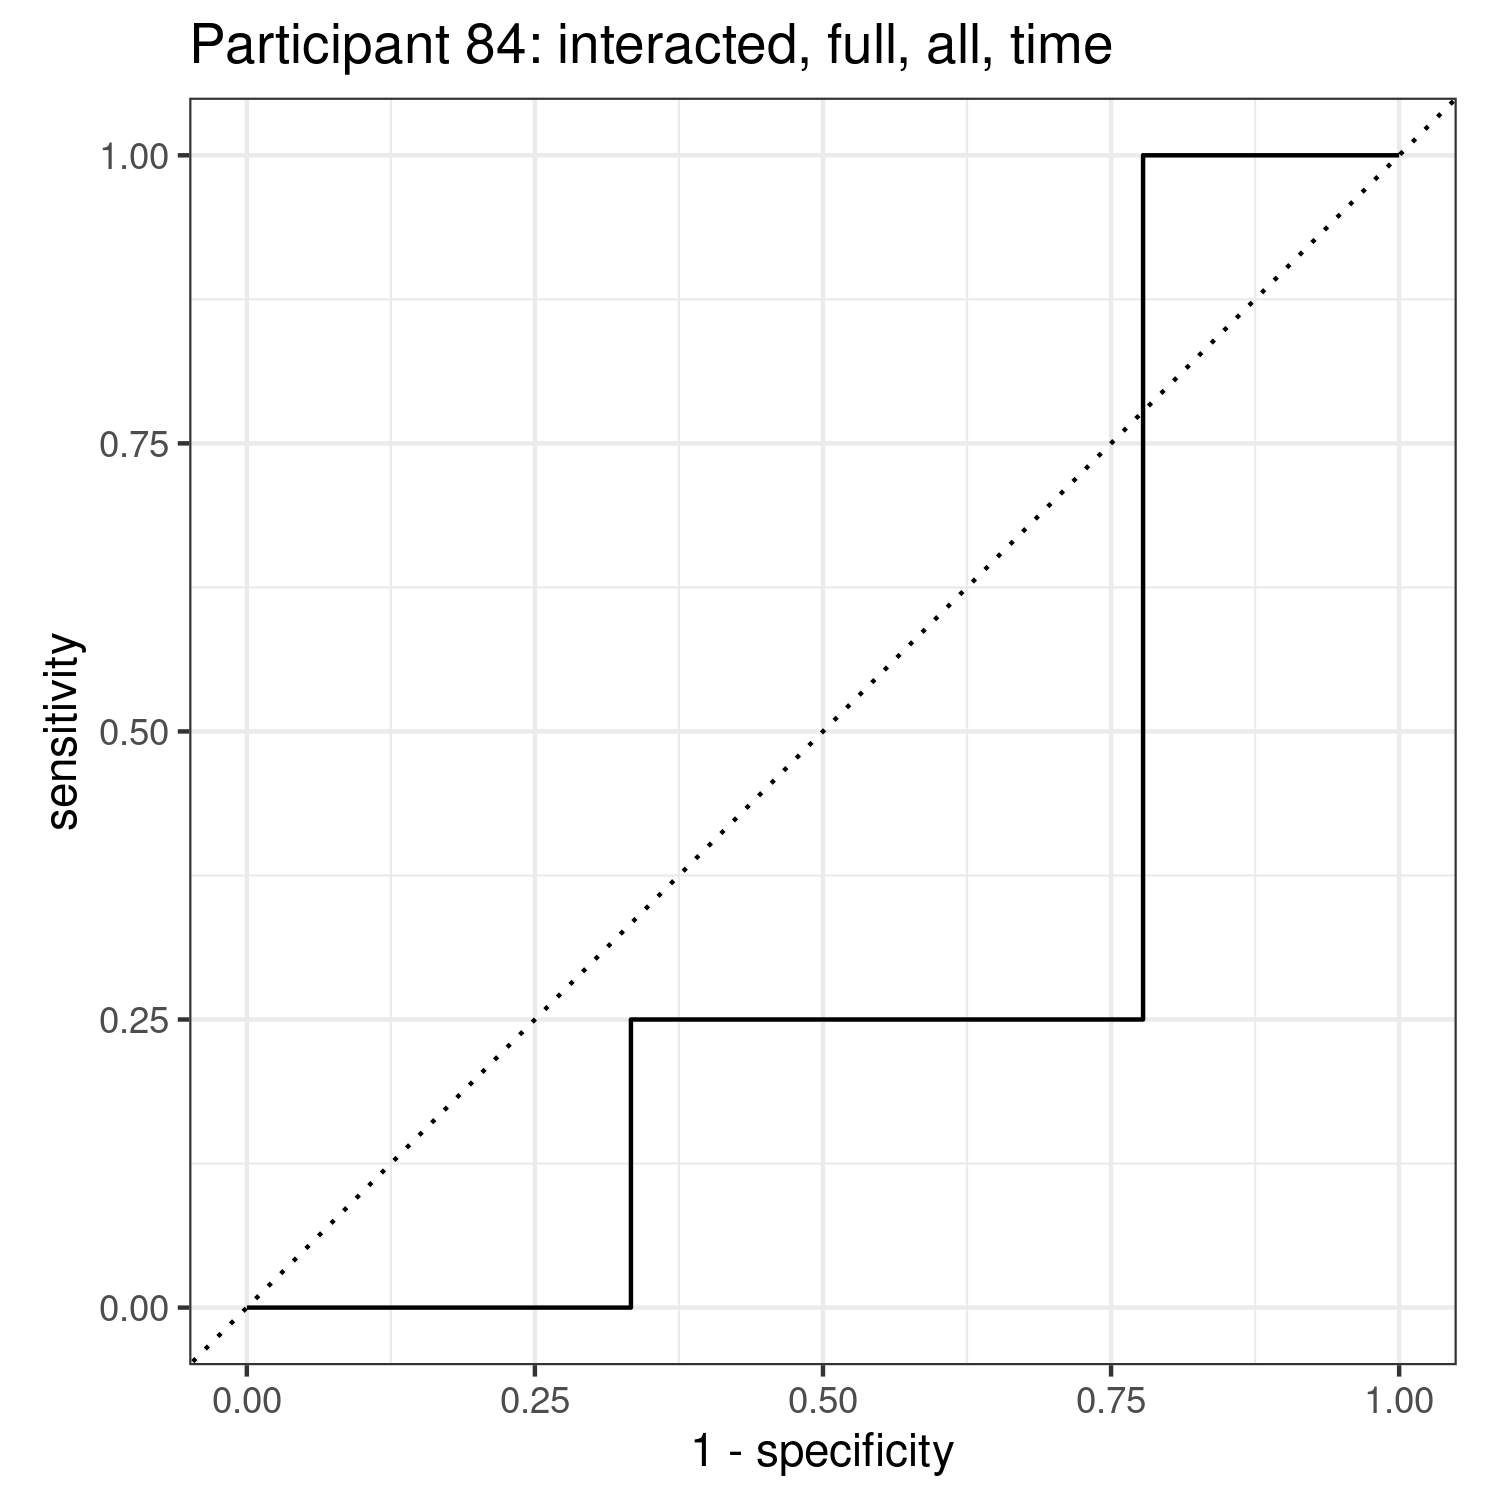 Participant 84: interacted, full, all, time
1.00
0.75
0.50
0.25
0.00
sensitivity
0.00 0.25 0.50 0.75 1.00
1 - specificity